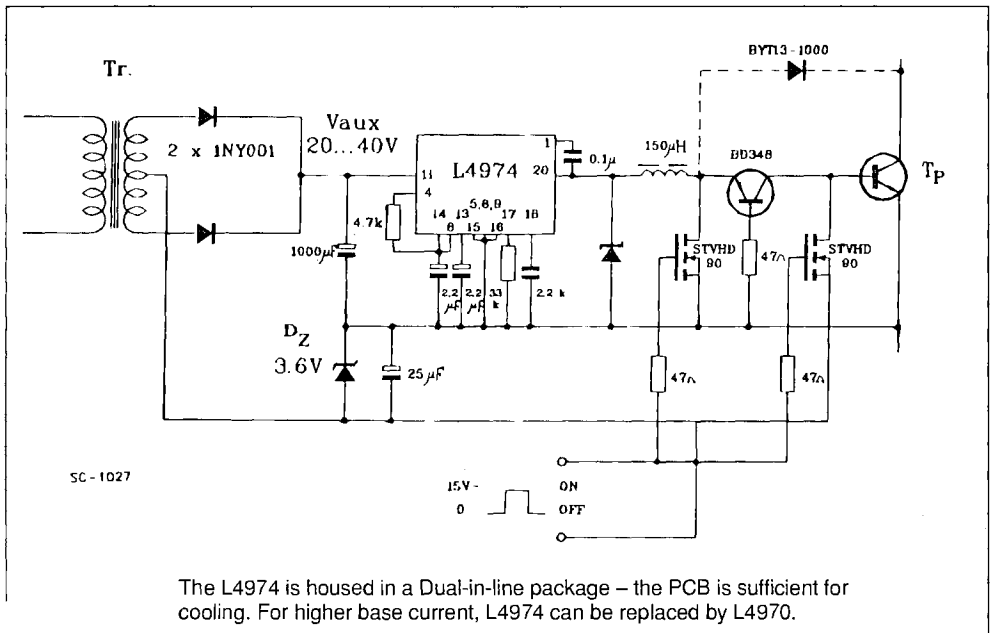 BYT13-1000
Tr.
2 x 1NY001
Vaux
20...40V
1
L4974
11
20
0.1μ
150μH
BD348
TP
4
5,8,9
14 13 17 18
8 15 16
4.7k
1000μF
2.2 μF
2.2 μF
33 k
2.2 k
STVHD 90
47Ω
STVHD 90
DZ
3.6V
25μF
47Ω
47Ω
SC-1027
15V-
ON
0
OFF
The L4974 is housed in a Dual-in-line package – the PCB is sufficient for
cooling. For higher base current, L4974 can be replaced by L4970.